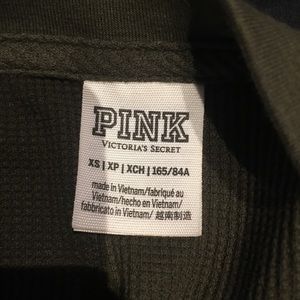 PINK
VICTORIA'S SECRET
XS | XP | XCH | 165/84A
made in Vietnam/fabriqué au
Vietnam/hecho en Vietnam/
fabbricato in Vietnam/ 越南制造